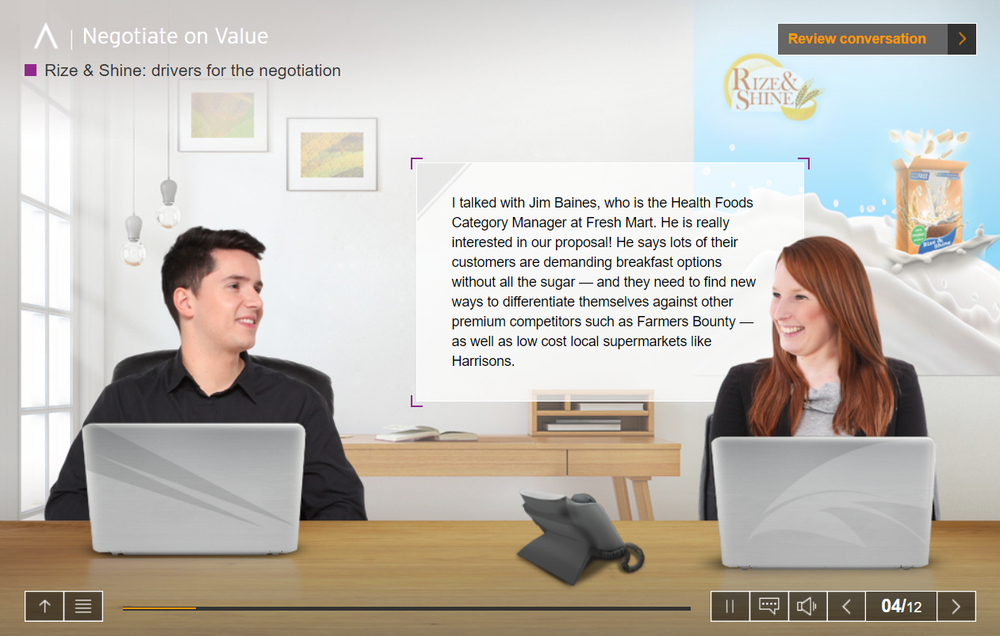 Negotiate on Value
Review conversation
Rize & Shine: drivers for the negotiation
RIZE&
SHINE
I talked with Jim Baines, who is the Health Foods
Category Manager at Fresh Mart. He is really
interested in our proposal! He says lots of their
customers are demanding breakfast options
without all the sugar — and they need to find new
ways to differentiate themselves against other
premium competitors such as Farmers Bounty —
as well as low cost local supermarkets like
Harrisons.
FREE
Rize &
Shine
04/12